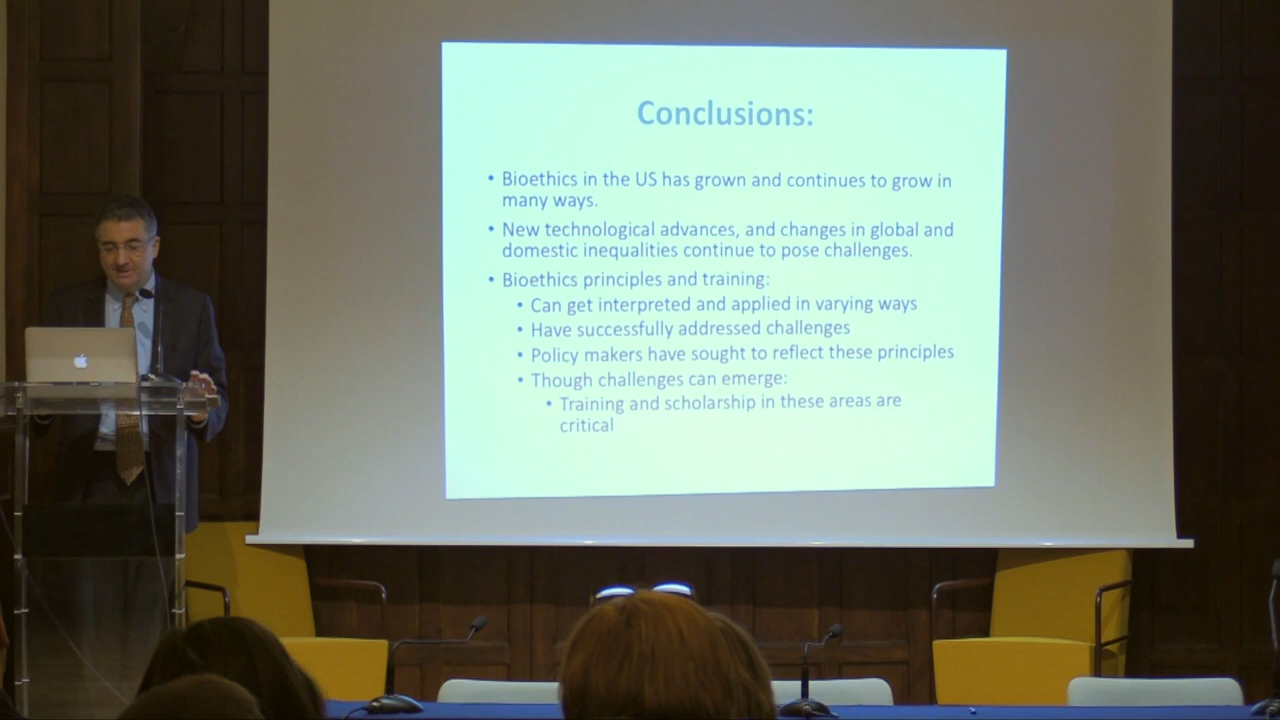 Conclusions:
• Bioethics in the US has grown and continues to grow in
many ways.
• New technological advances, and changes in global and
domestic inequalities continue to pose challenges.
• Bioethics principles and training:
• Can get interpreted and applied in varying ways
• Have successfully addressed challenges
• Policy makers have sought to reflect these principles
• Though challenges can emerge:
• Training and scholarship in these areas are
critical